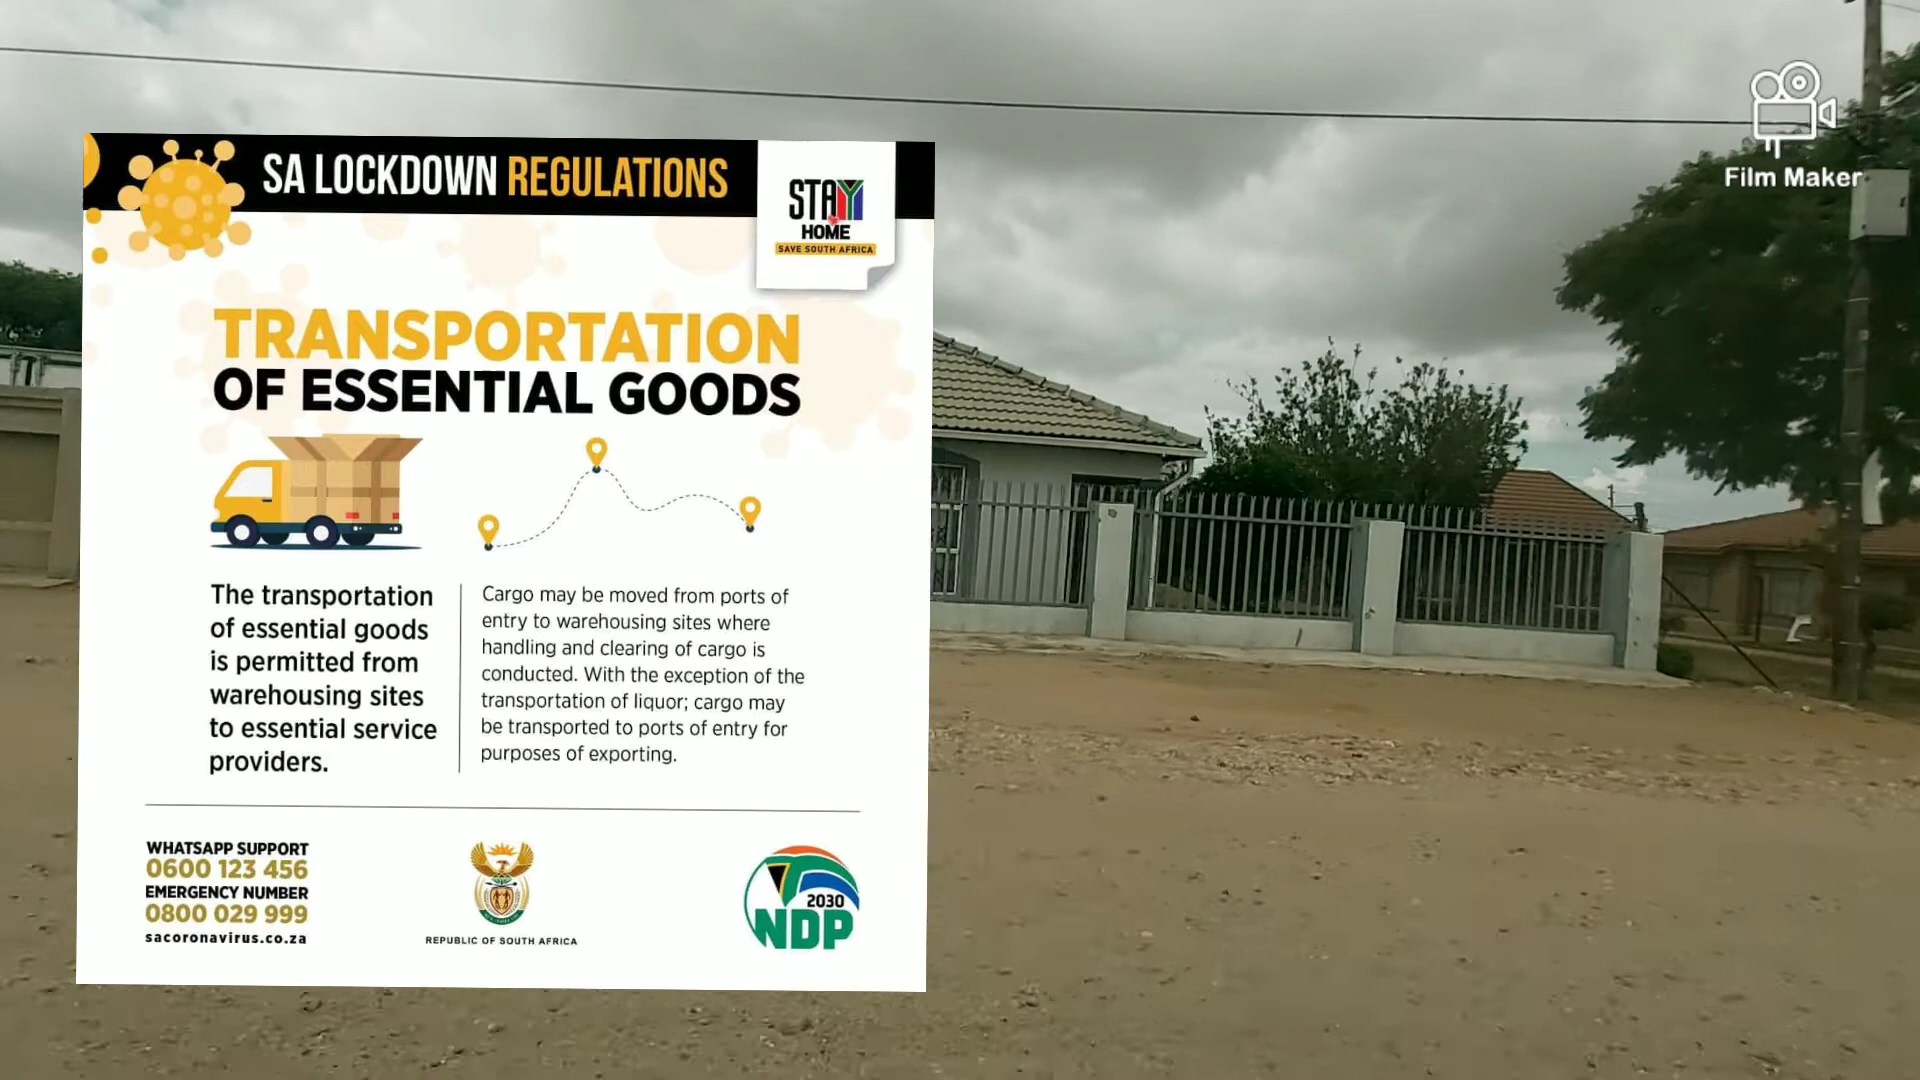 Film Maker
SA LOCKDOWN REGULATIONS
STAY
HOME
SAVE SOUTH AFRICA
TRANSPORTATION
OF ESSENTIAL GOODS
The transportation
of essential goods
is permitted from
warehousing sites
to essential service
providers.
Cargo may be moved from ports of
entry to warehousing sites where
handling and clearing of cargo is
conducted. With the exception of the
transportation of liquor; cargo may
be transported to ports of entry for
purposes of exporting.
WHATSAPP SUPPORT
0600 123 456
EMERGENCY NUMBER
0800 029 999
sacoronavirus.co.za
REPUBLIC OF SOUTH AFRICA
2030
NDP